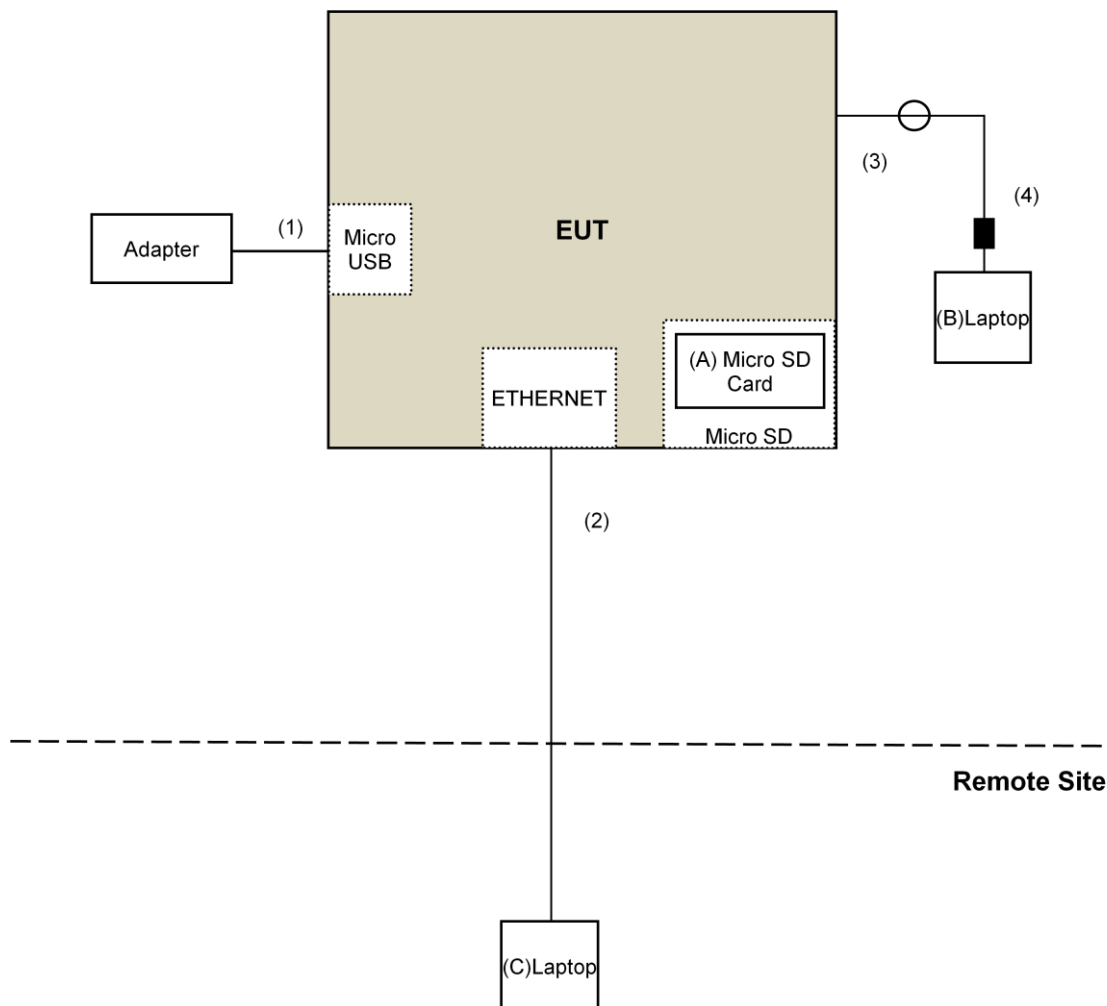 (3)
(4)
Adapter
(1)
Micro
USB
EUT
(B)Laptop
(A) Micro SD
Card
ETHERNET
Micro SD
(2)
Remote Site
(C)Laptop